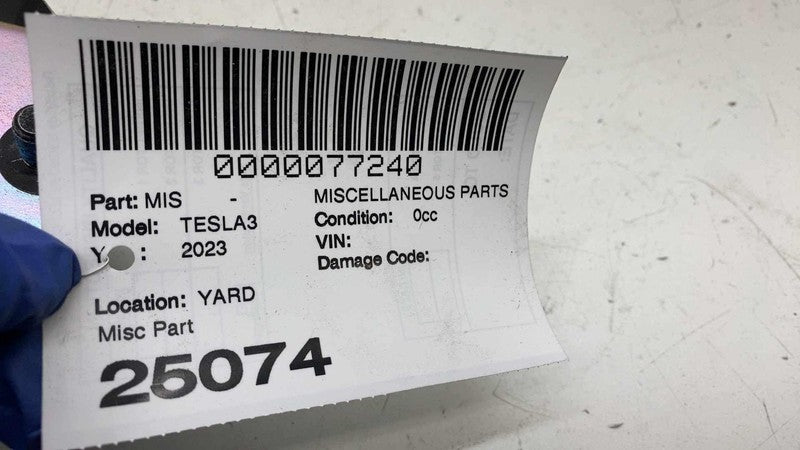 0000077240
Part: MIS - MISCELLANEOUS PARTS
Model: TESLA3 Condition: 0cc
Y : 2023 VIN:
Damage Code:
Location: YARD
Misc Part
25074